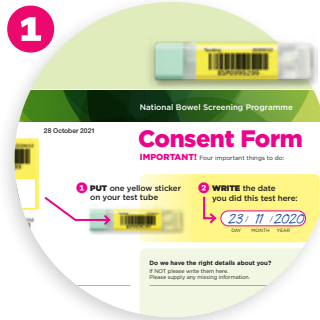 1
BSP0999299
National Bowel Screening Programme
28 October 2021
Consent Form
IMPORTANT! Four important things to do:
1 PUT one yellow sticker
on your test tube
2 WRITE the date
you did this test here:
23 / 11 / 2020
DAY MONTH YEAR
Do we have the right details about you?
If NOT please write them here.
Please supply any missing information.